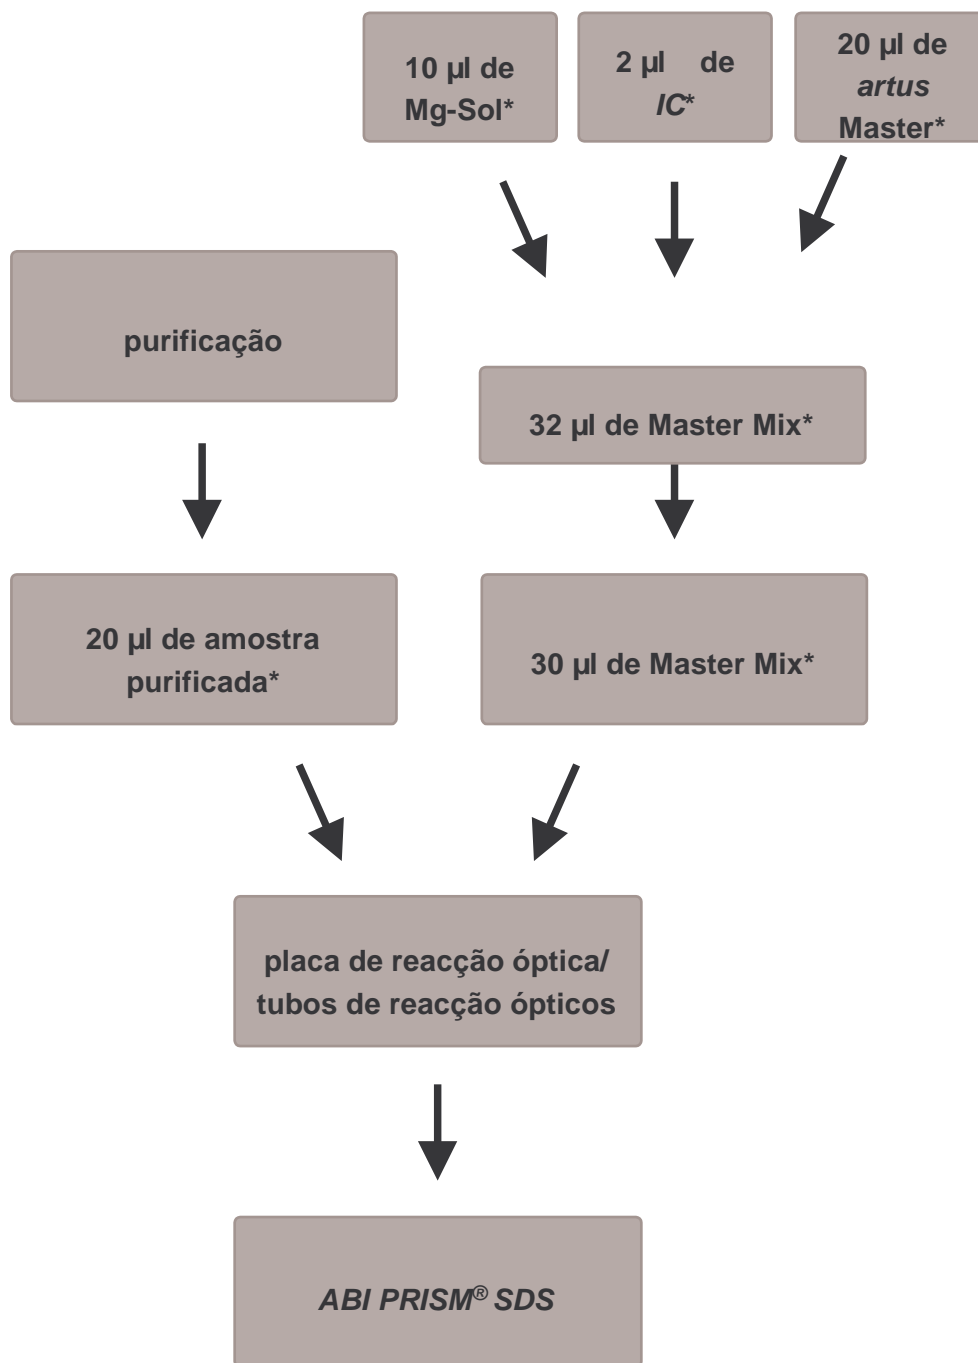 10 µl de
Mg-Sol*
2 µl de
IC*
20 µl de
artus
Master*
purificação
32 µl de Master Mix*
20 µl de amostra
purificada*
30 µl de Master Mix*
placa de reacção óptica/
tubos de reacção ópticos
ABI PRISM® SDS